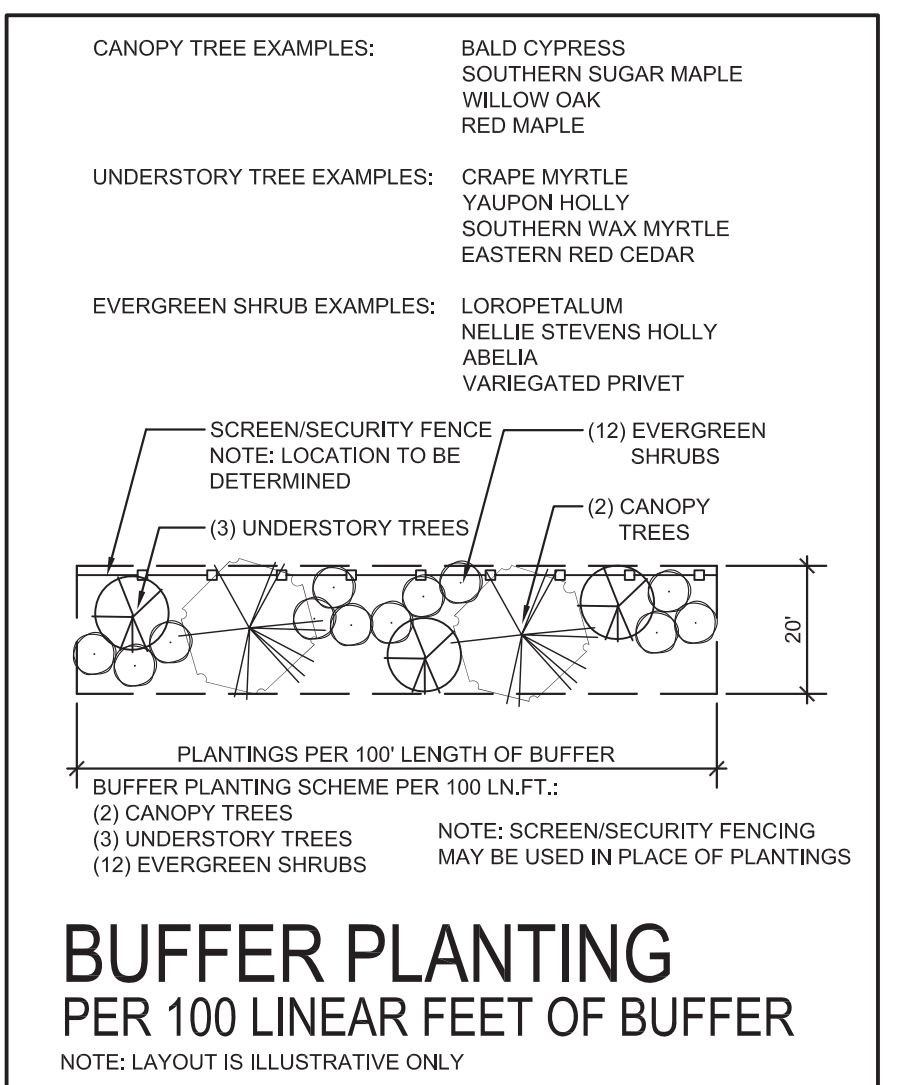 CANOPY TREE EXAMPLES: BALD CYPRESS
SOUTHERN SUGAR MAPLE
WILLOW OAK
RED MAPLE
UNDERSTORY TREE EXAMPLES: CRAPE MYRTLE
YAUPON HOLLY
SOUTHERN WAX MYRTLE
EASTERN RED CEDAR
EVERGREEN SHRUB EXAMPLES: LOROPETALUM
NELLIE STEVENS HOLLY
ABELIA
VARIEGATED PRIVET
SCREEN/SECURITY FENCE
NOTE: LOCATION TO BE
DETERMINED
(12) EVERGREEN
SHRUBS
(3) UNDERSTORY TREES
(2) CANOPY
TREES
20'
PLANTINGS PER 100' LENGTH OF BUFFER
BUFFER PLANTING SCHEME PER 100 LN.FT.:
(2) CANOPY TREES
(3) UNDERSTORY TREES
(12) EVERGREEN SHRUBS
NOTE: SCREEN/SECURITY FENCING
MAY BE USED IN PLACE OF PLANTINGS
BUFFER PLANTING
PER 100 LINEAR FEET OF BUFFER
NOTE: LAYOUT IS ILLUSTRATIVE ONLY